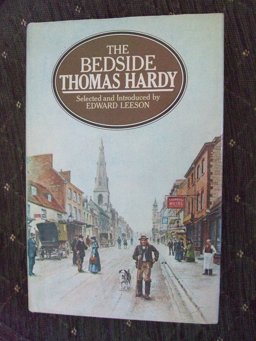 THE
BEDSIDE
THOMAS HARDY
Selected and Introduced by
EDWARD LEESON